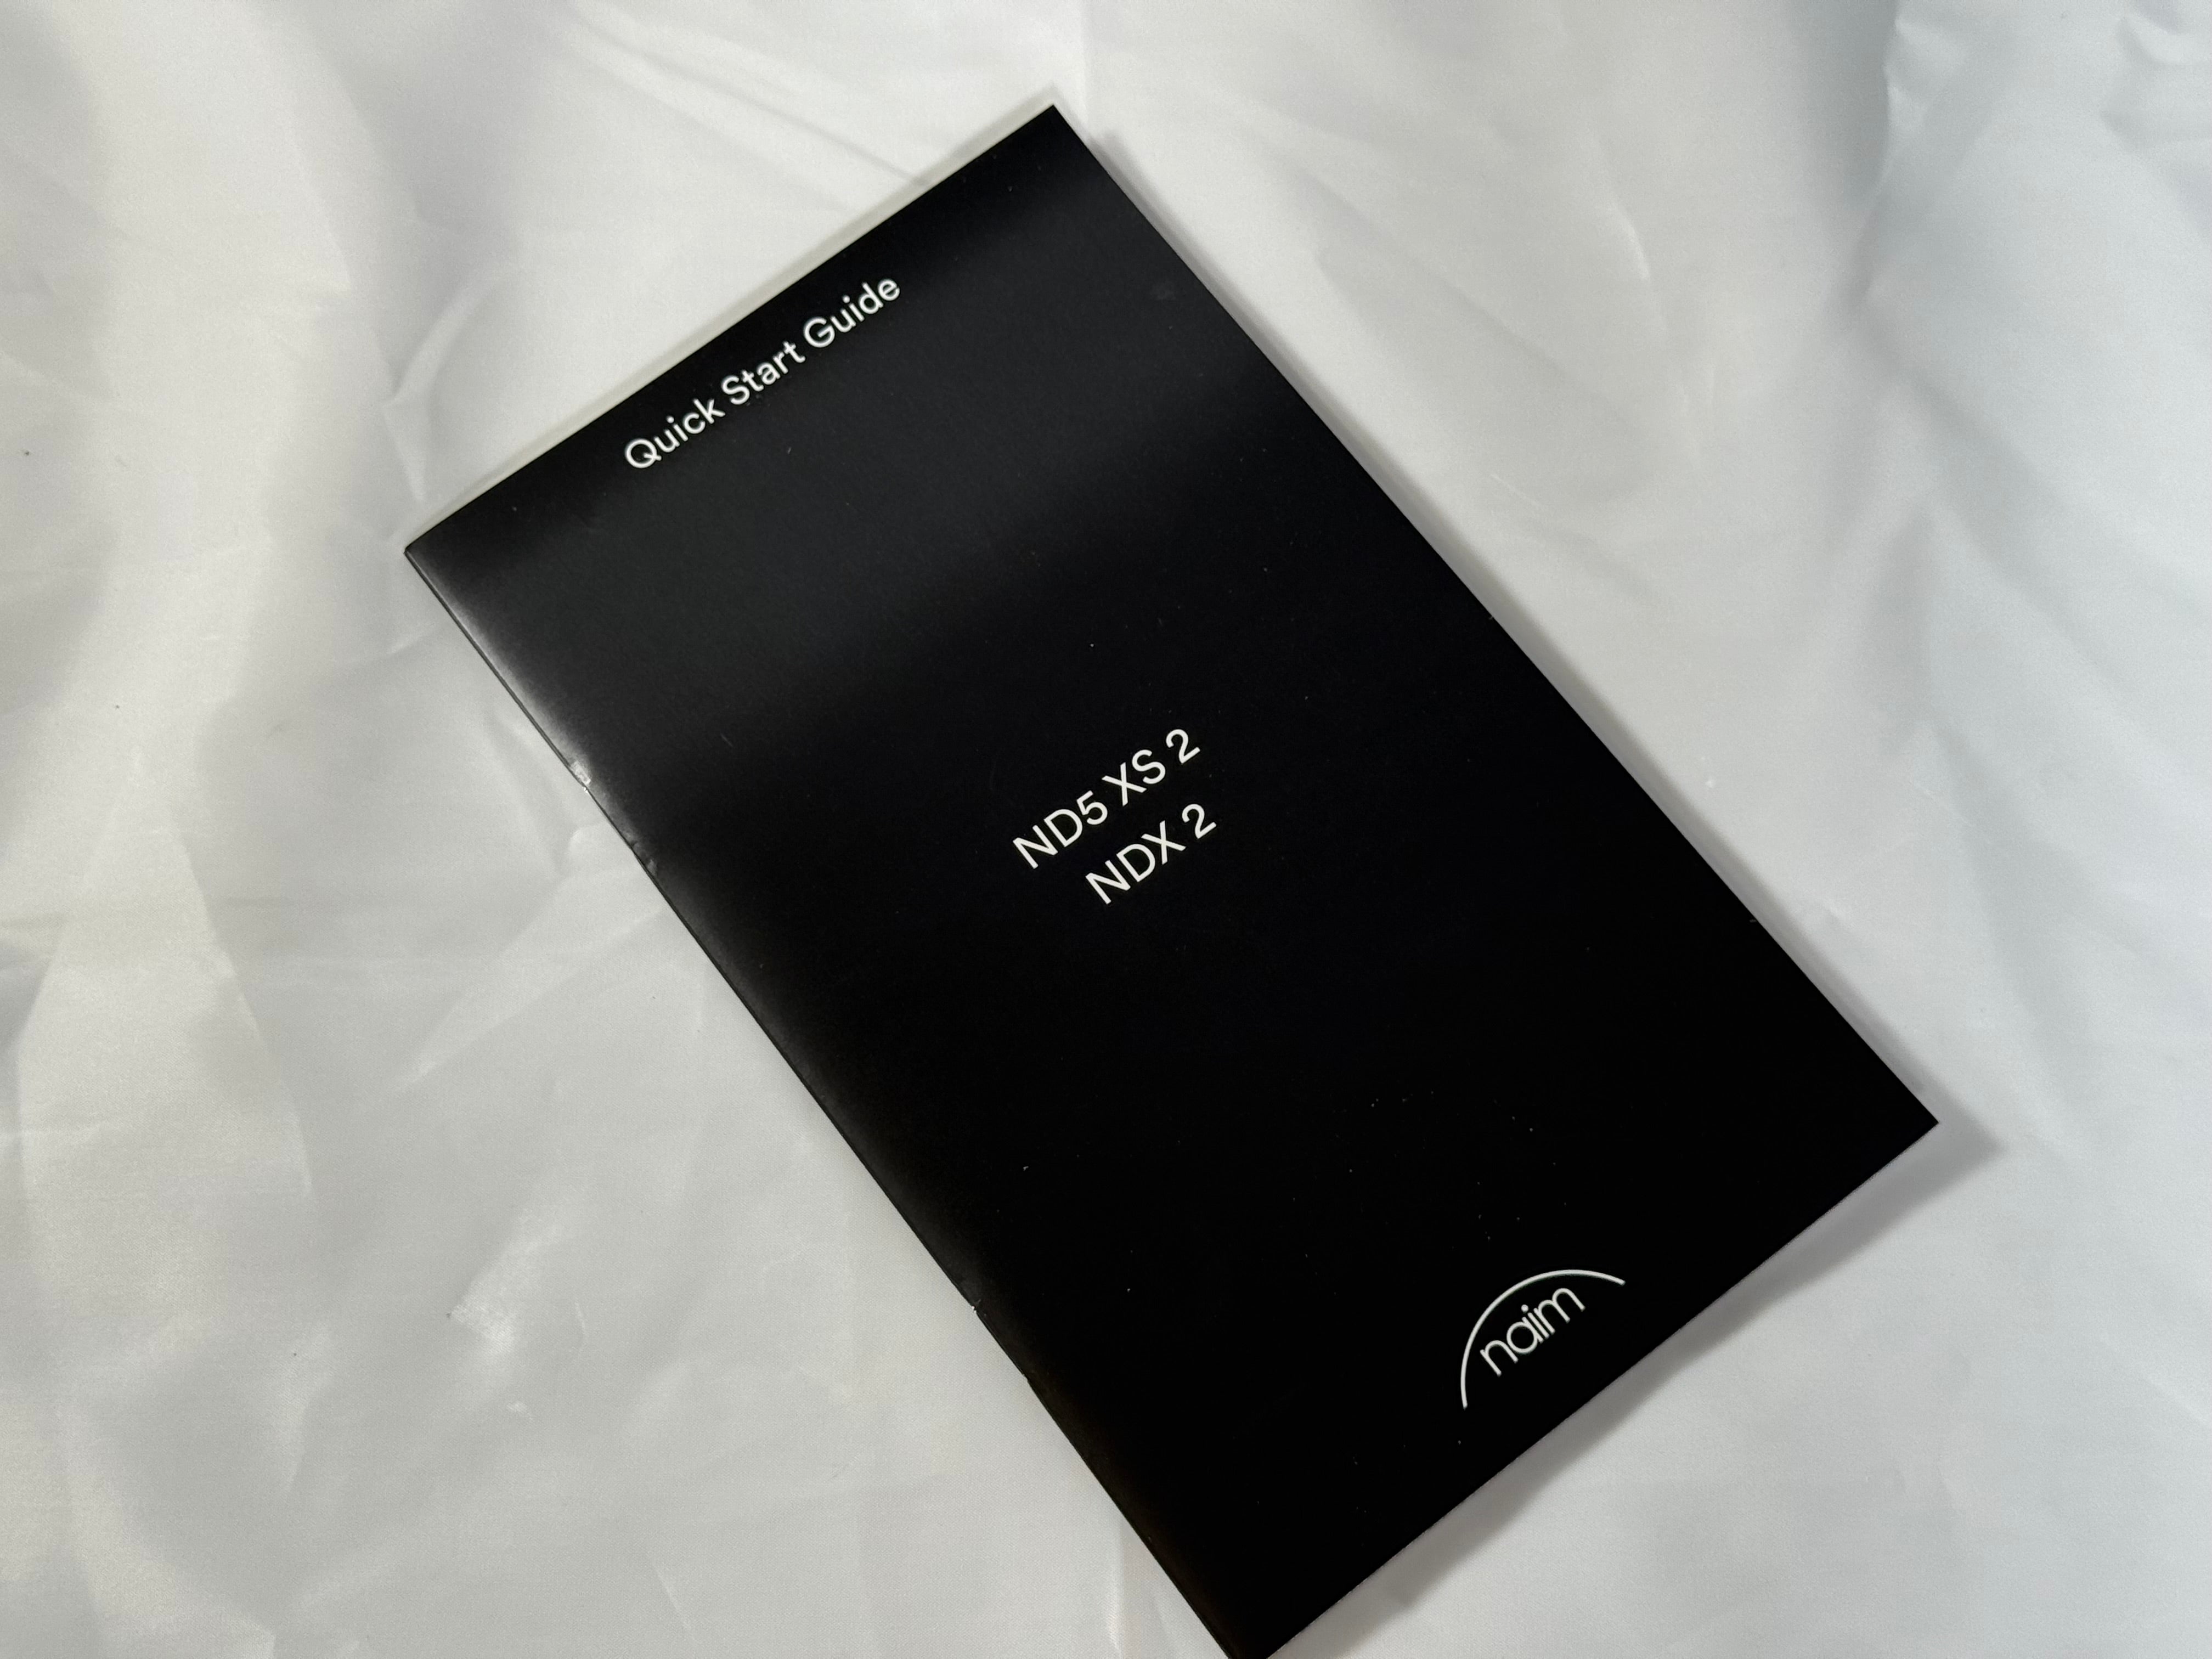 Quick Start Guide
ND5 XS 2
NDX 2
naim